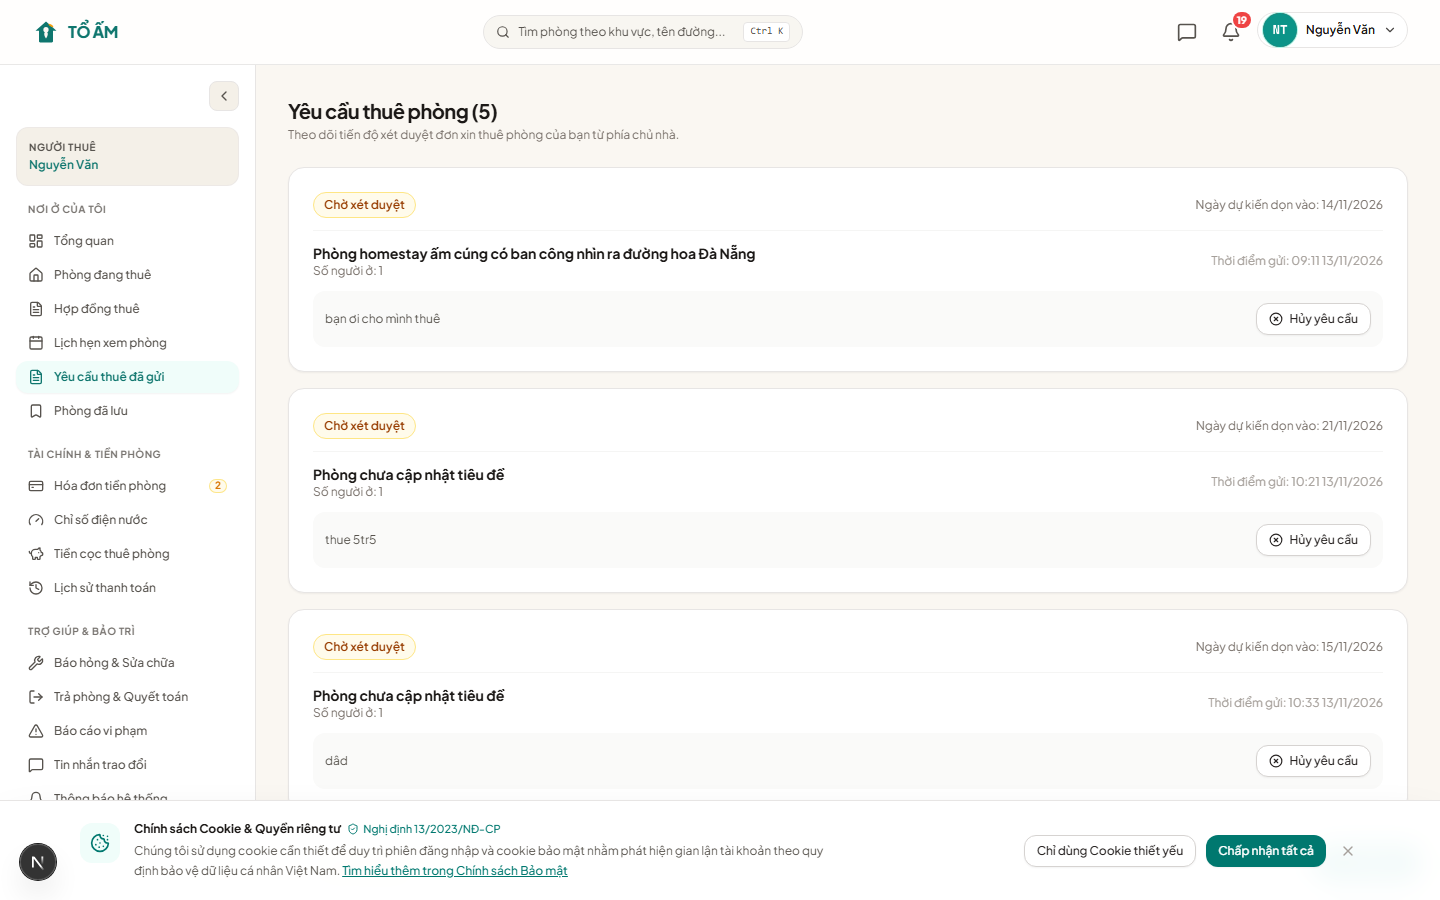 TỔ ẤM
Tìm phòng theo khu vực, tên đường...
Ctrl K
19
NT
Nguyễn Văn
NGƯỜI THUÊ
Nguyễn Văn
NƠI Ở CỦA TÔI
Tổng quan
Phòng đang thuê
Hợp đồng thuê
Lịch hẹn xem phòng
Yêu cầu thuê đã gửi
Phòng đã lưu
TÀI CHÍNH & TIỀN PHÒNG
Hóa đơn tiền phòng
2
Chỉ số điện nước
Tiền cọc thuê phòng
Lịch sử thanh toán
TRỢ GIÚP & BẢO TRÌ
Báo hỏng & Sửa chữa
Trả phòng & Quyết toán
Báo cáo vi phạm
Tin nhắn trao đổi
Thông báo hệ thống
Yêu cầu thuê phòng (5)
Theo dõi tiến độ xét duyệt đơn xin thuê phòng của bạn từ phía chủ nhà.
Chờ xét duyệt
Ngày dự kiến dọn vào: 14/11/2026
Phòng homestay ấm cúng có ban công nhìn ra đường hoa Đà Nẵng
Số người ở: 1
Thời điểm gửi: 09:11 13/11/2026
bạn ơi cho mình thuê
Hủy yêu cầu
Chờ xét duyệt
Ngày dự kiến dọn vào: 21/11/2026
Phòng chưa cập nhật tiêu đề
Số người ở: 1
Thời điểm gửi: 10:21 13/11/2026
thue 5tr5
Hủy yêu cầu
Chờ xét duyệt
Ngày dự kiến dọn vào: 15/11/2026
Phòng chưa cập nhật tiêu đề
Số người ở: 1
Thời điểm gửi: 10:33 13/11/2026
dâd
Hủy yêu cầu
N
Chính sách Cookie & Quyền riêng tư
Nghị định 13/2023/NĐ-CP
Chúng tôi sử dụng cookie cần thiết để duy trì phiên đăng nhập và cookie bảo mật nhằm phát hiện gian lận tài khoản theo quy
định bảo vệ dữ liệu cá nhân Việt Nam. Tìm hiểu thêm trong Chính sách Bảo mật
Chỉ dùng Cookie thiết yếu
Chấp nhận tất cả